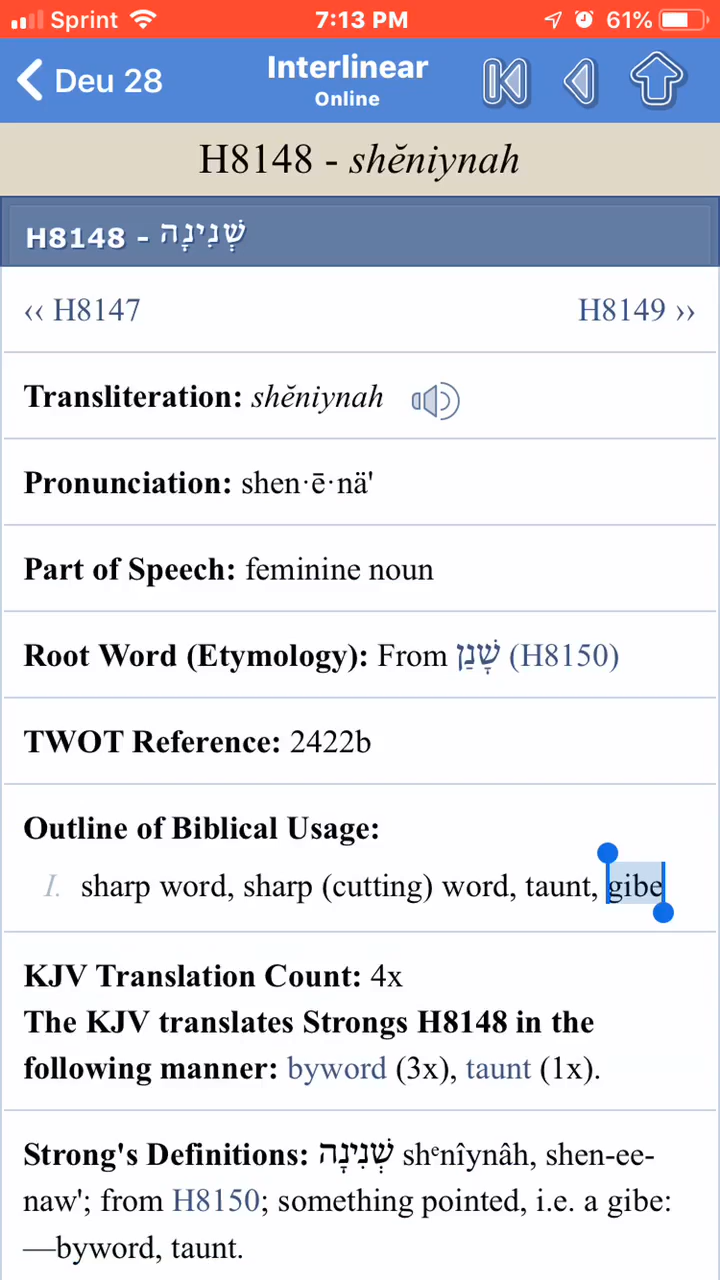 Sprint 7:13 PM 61%
Deu 28 Interlinear
Online
H8148 - shĕniynah
H8148 - שְׁנִינָה
‹‹ H8147 H8149 ››
Transliteration: shĕniynah
Pronunciation: shen·ē·nä'
Part of Speech: feminine noun
Root Word (Etymology): From שָׁנַן (H8150)
TWOT Reference: 2422b
Outline of Biblical Usage:
I. sharp word, sharp (cutting) word, taunt, gibe
KJV Translation Count: 4x
The KJV translates Strongs H8148 in the
following manner: byword (3x), taunt (1x).
Strong's Definitions: שְׁנִינָה shᵉnîynâh, shen-ee-
naw'; from H8150; something pointed, i.e. a gibe:
—byword, taunt.